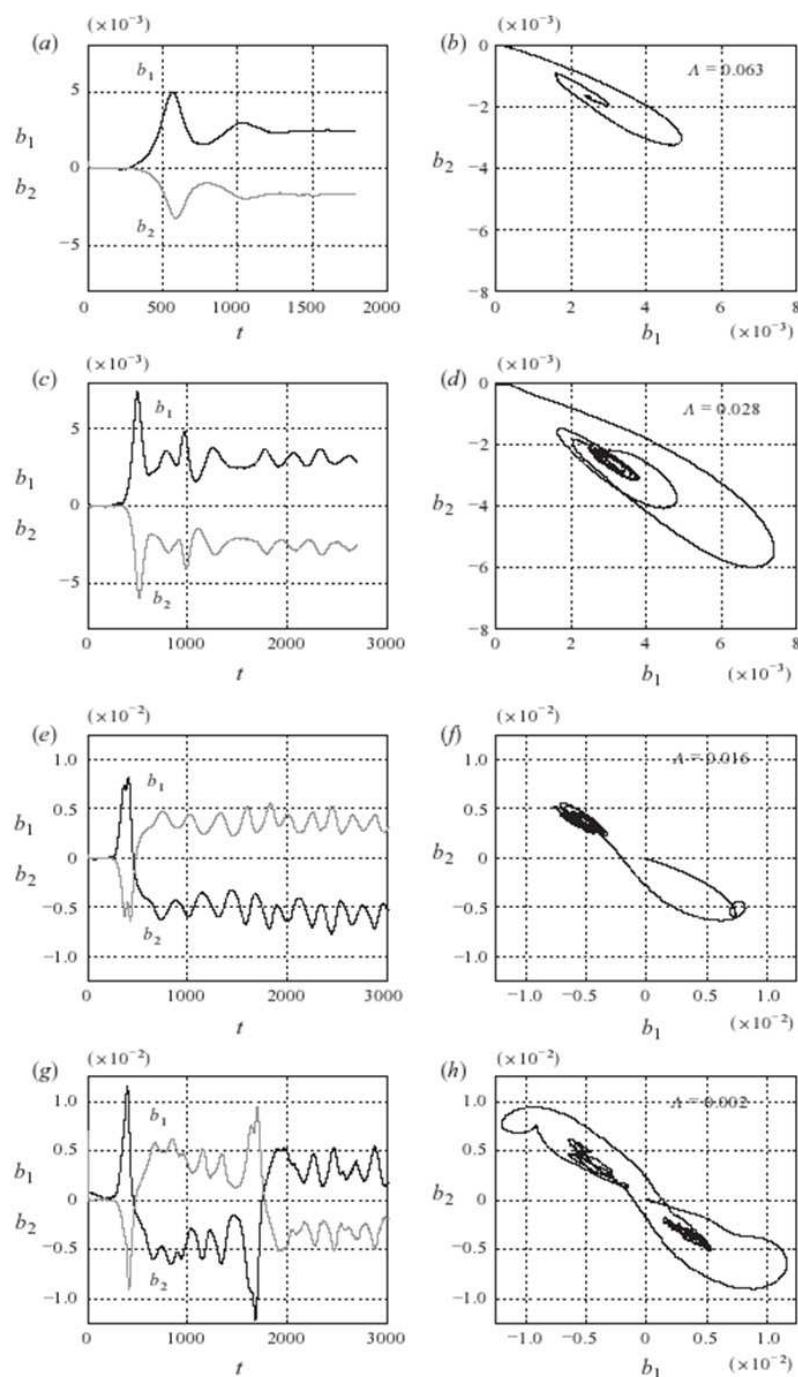 (a) (×10⁻³) (b) (×10⁻³)
b₁
5
b₁
0
b₂
b₂
−5
0 500 1000 1500 2000
t
0
Λ = 0.063
−2
b₂
−4
−6
−8
0 2 4 6 8
b₁ (×10⁻³)
(c) (×10⁻³) (d) (×10⁻³)
b₁
5
b₁
0
b₂
−5
b₂
0 1000 2000 3000
t
0
Λ = 0.028
−2
b₂
−4
−6
−8
0 2 4 6 8
b₁ (×10⁻³)
(e) (×10⁻²) (f) (×10⁻²)
1.0
b₁
0.5
b₁
0
b₂
−0.5
b₂
−1.0
0 1000 2000 3000
t
1.0
Λ = 0.016
0.5
b₂ 0
−0.5
−1.0
−1.0 −0.5 0 0.5 1.0
b₁ (×10⁻²)
(g) (×10⁻²) (h) (×10⁻²)
1.0
b₁
0.5
b₁
0
b₂
−0.5
b₂
−1.0
0 1000 2000 3000
t
1.0
Λ = 0.002
0.5
b₂ 0
−0.5
−1.0
−1.0 −0.5 0 0.5 1.0
b₁ (×10⁻²)